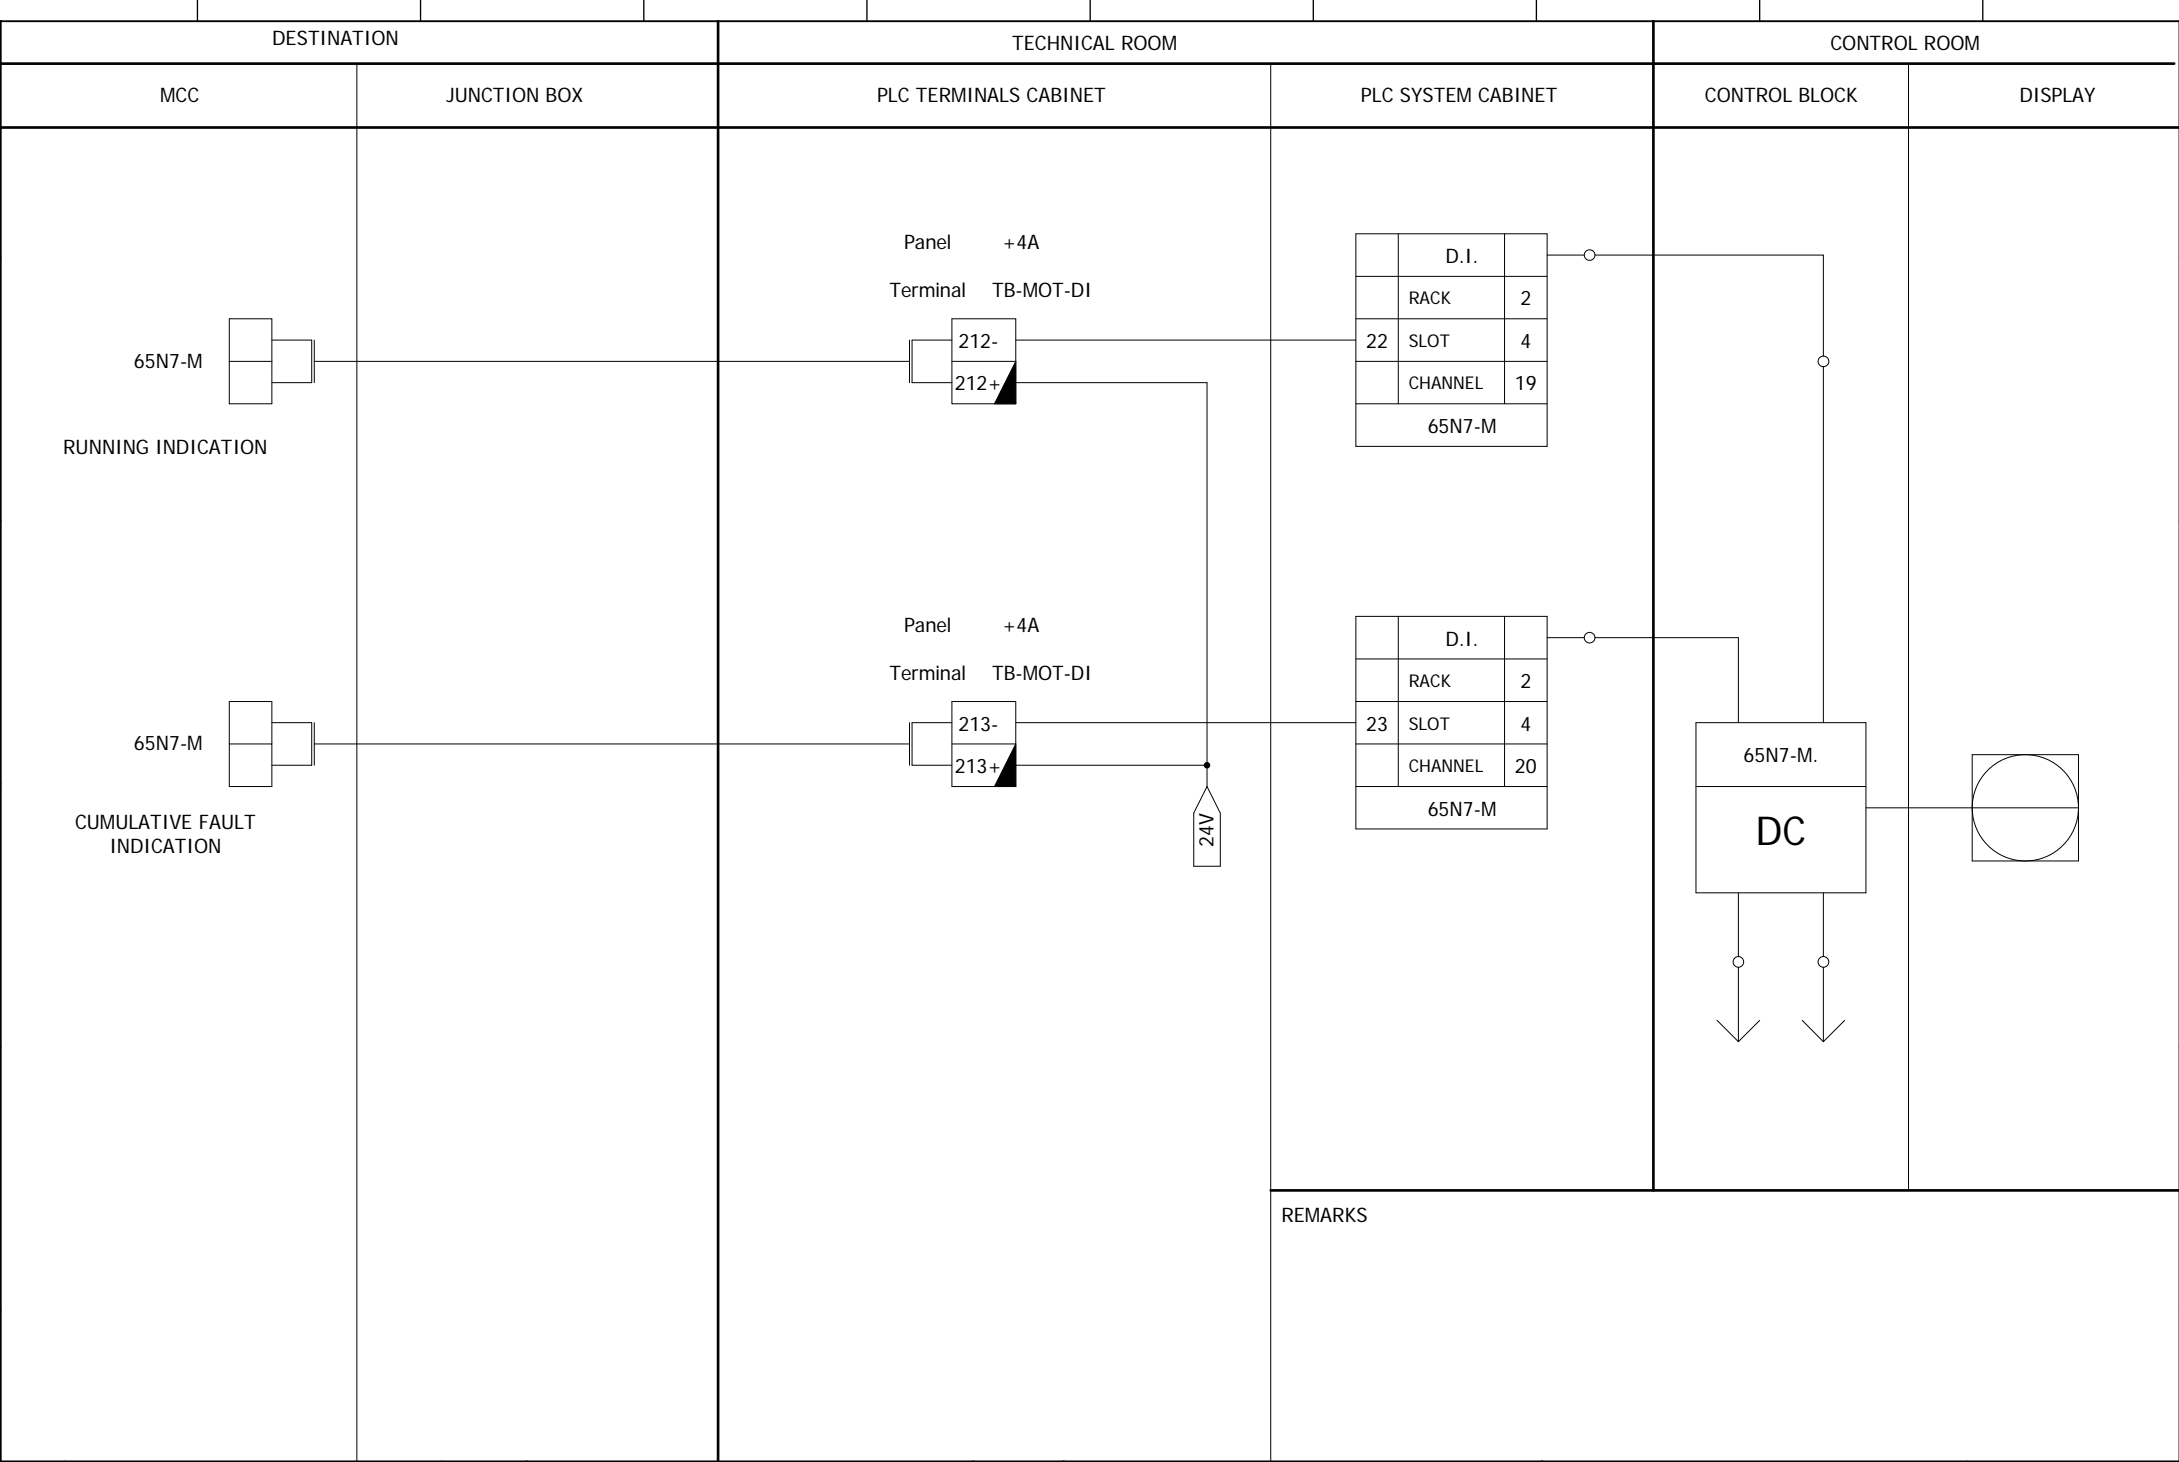 DESTINATION
TECHNICAL ROOM
CONTROL ROOM
MCC
JUNCTION BOX
PLC TERMINALS CABINET
PLC SYSTEM CABINET
CONTROL BLOCK
DISPLAY
Panel +4A
Terminal TB-MOT-DI
65N7-M
RUNNING INDICATION
212-
212+
D.I.
RACK 2
22 SLOT 4
CHANNEL 19
65N7-M
Panel +4A
Terminal TB-MOT-DI
65N7-M
CUMULATIVE FAULT
INDICATION
213-
213+
24V
D.I.
RACK 2
23 SLOT 4
CHANNEL 20
65N7-M
65N7-M.
DC
REMARKS